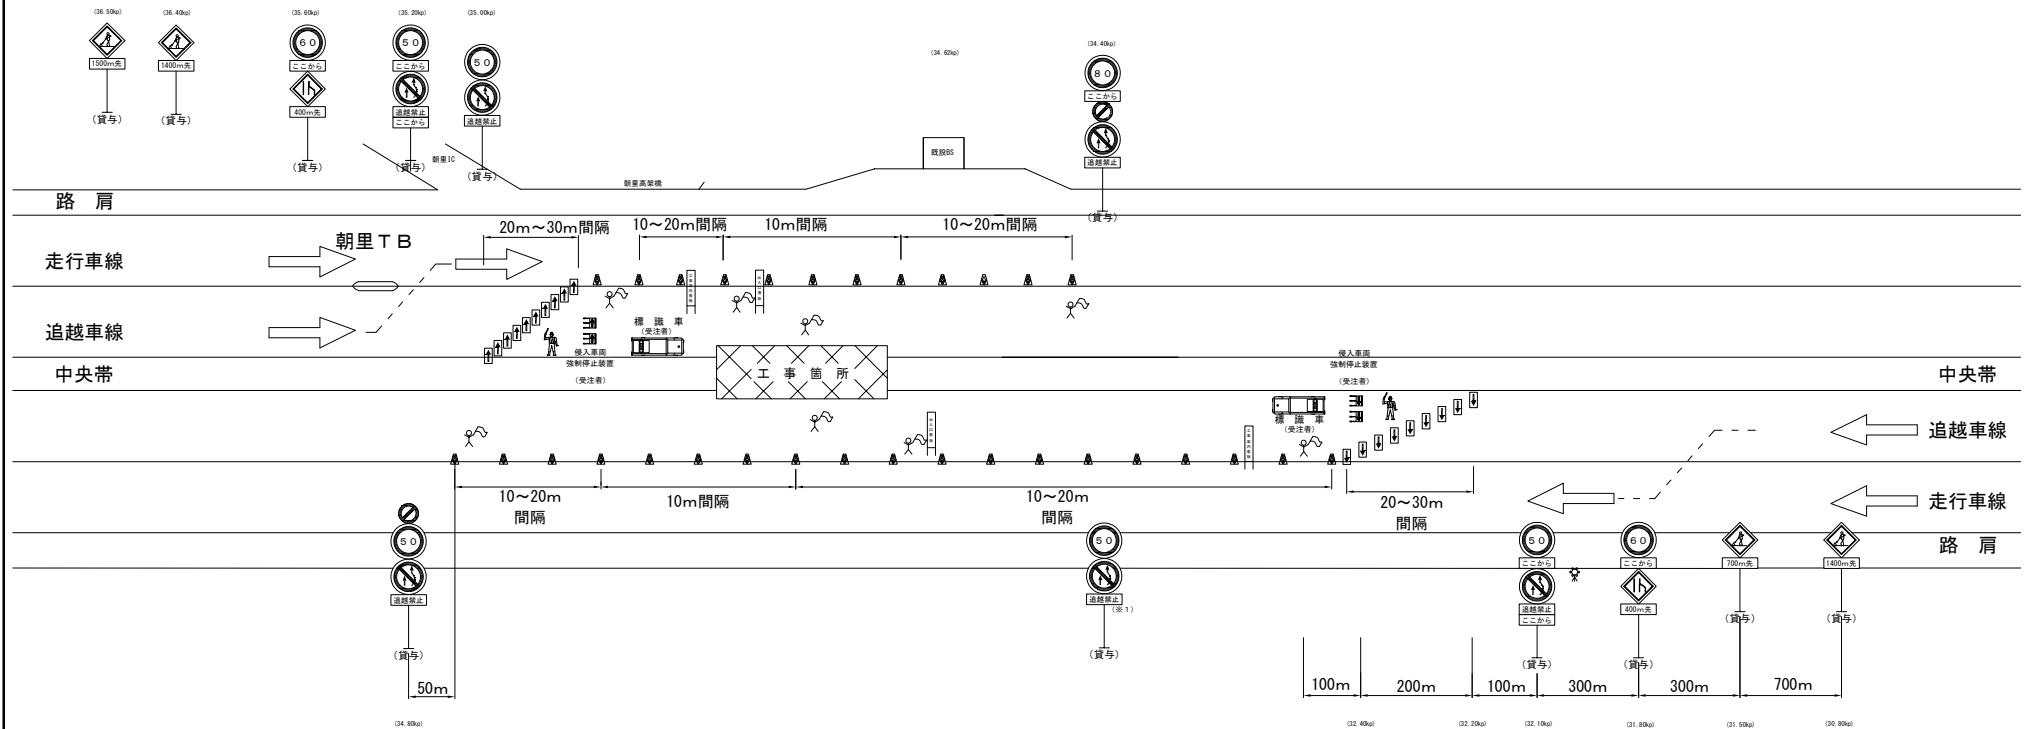 (36.50kp)
(36.40kp)
(35.60kp)
(35.20kp)
(35.00kp)
(34.62kp)
(34.40kp)
1500m先
(貸与)
1400m先
(貸与)
60
ここから
400m先
(貸与)
50
ここから
追越禁止
ここから
(貸与)
50
追越禁止
(貸与)
80
ここから
追越禁止
(貸与)
朝里IC
朝里高架橋
既設BS
路 肩
20m～30m間隔
10～20m間隔
10m間隔
10～20m間隔
朝里TB
走行車線
追越車線
標 識 車
(受注者)
侵入車両
強制停止装置
(受注者)
中央帯
工 事 箇 所
侵入車両
強制停止装置
(受注者)
中央帯
標 識 車
(受注者)
追越車線
走行車線
路 肩
10～20m
間隔
10m間隔
10～20m
間隔
20～30m
間隔
50
追越禁止
(貸与)
50
追越禁止
(※1)
(貸与)
50
ここから
追越禁止
ここから
(貸与)
60
ここから
400m先
(貸与)
700m先
(貸与)
1400m先
(貸与)
50m
100m
200m
100m
300m
300m
700m
(34.80kp)
(32.40kp)
(32.20kp)
(32.10kp)
(31.80kp)
(31.50kp)
(30.80kp)